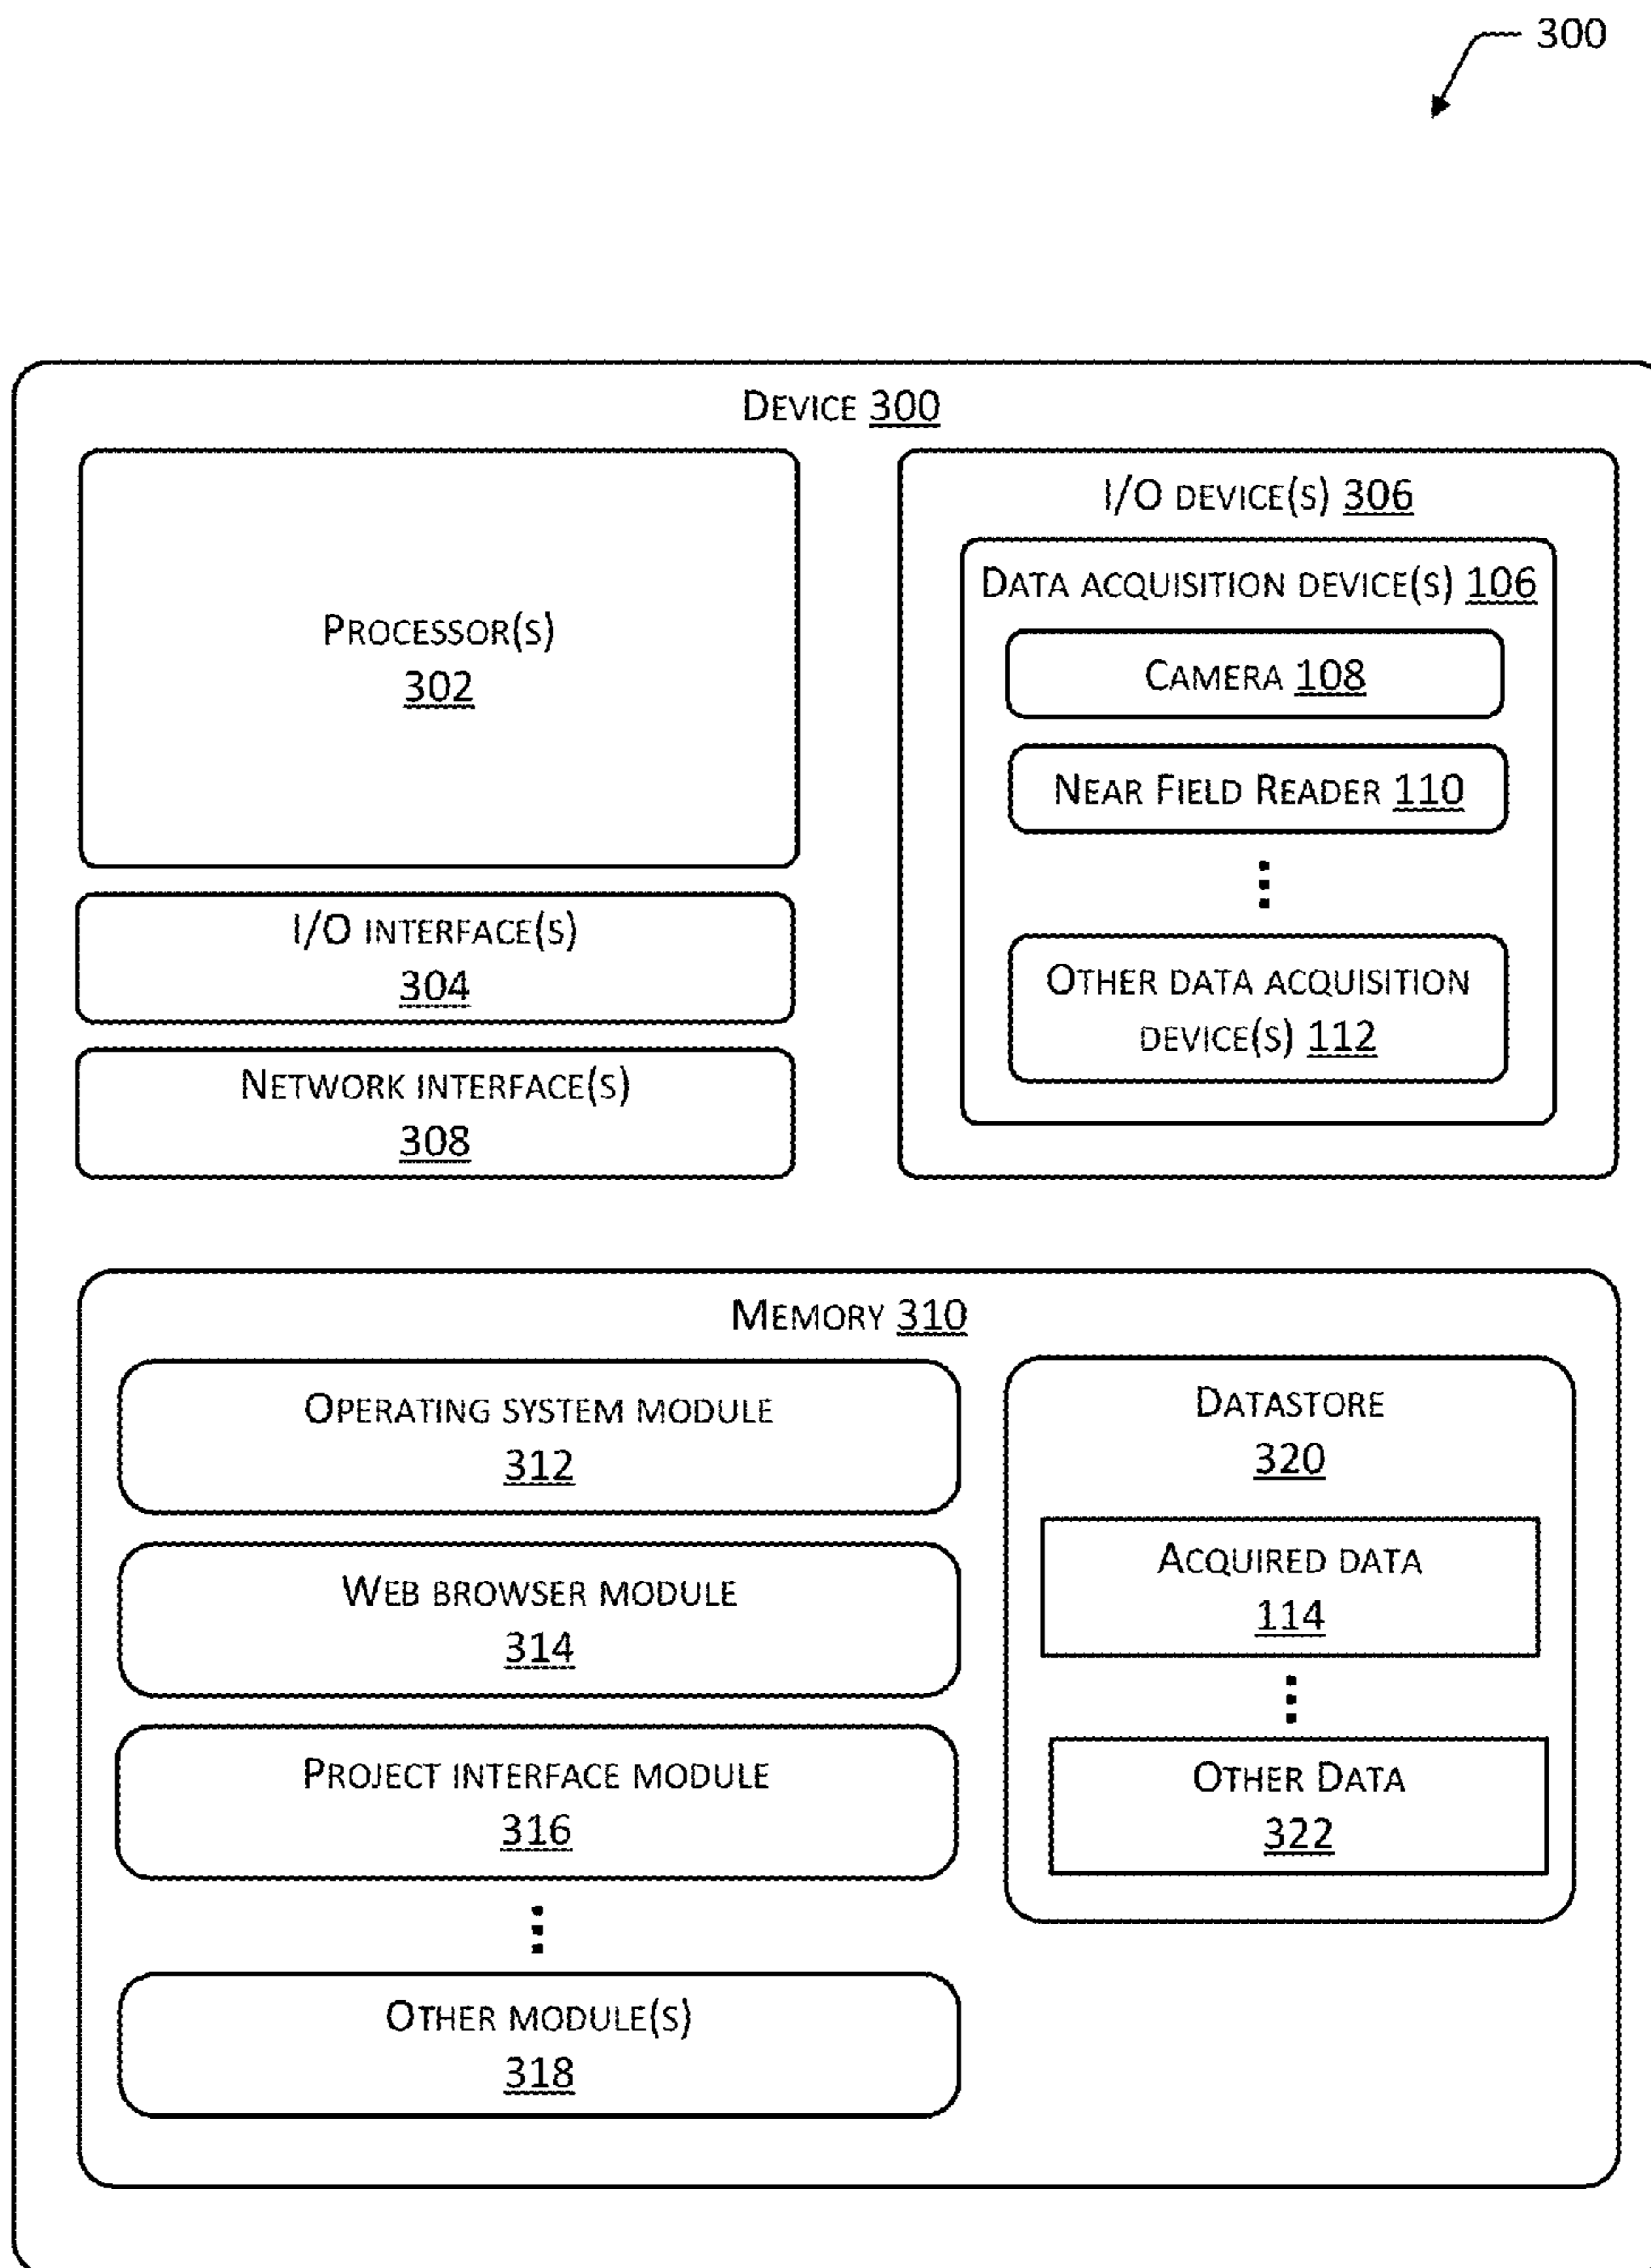 300
Device 300
Processor(s)
302
I/O interface(s)
304
Network interface(s)
308
I/O device(s) 306
Data acquisition device(s) 106
Camera 108
Near Field Reader 110
Other data acquisition
device(s) 112
Memory 310
Operating system module
312
Web browser module
314
Project interface module
316
Other module(s)
318
Datastore
320
Acquired data
114
Other Data
322